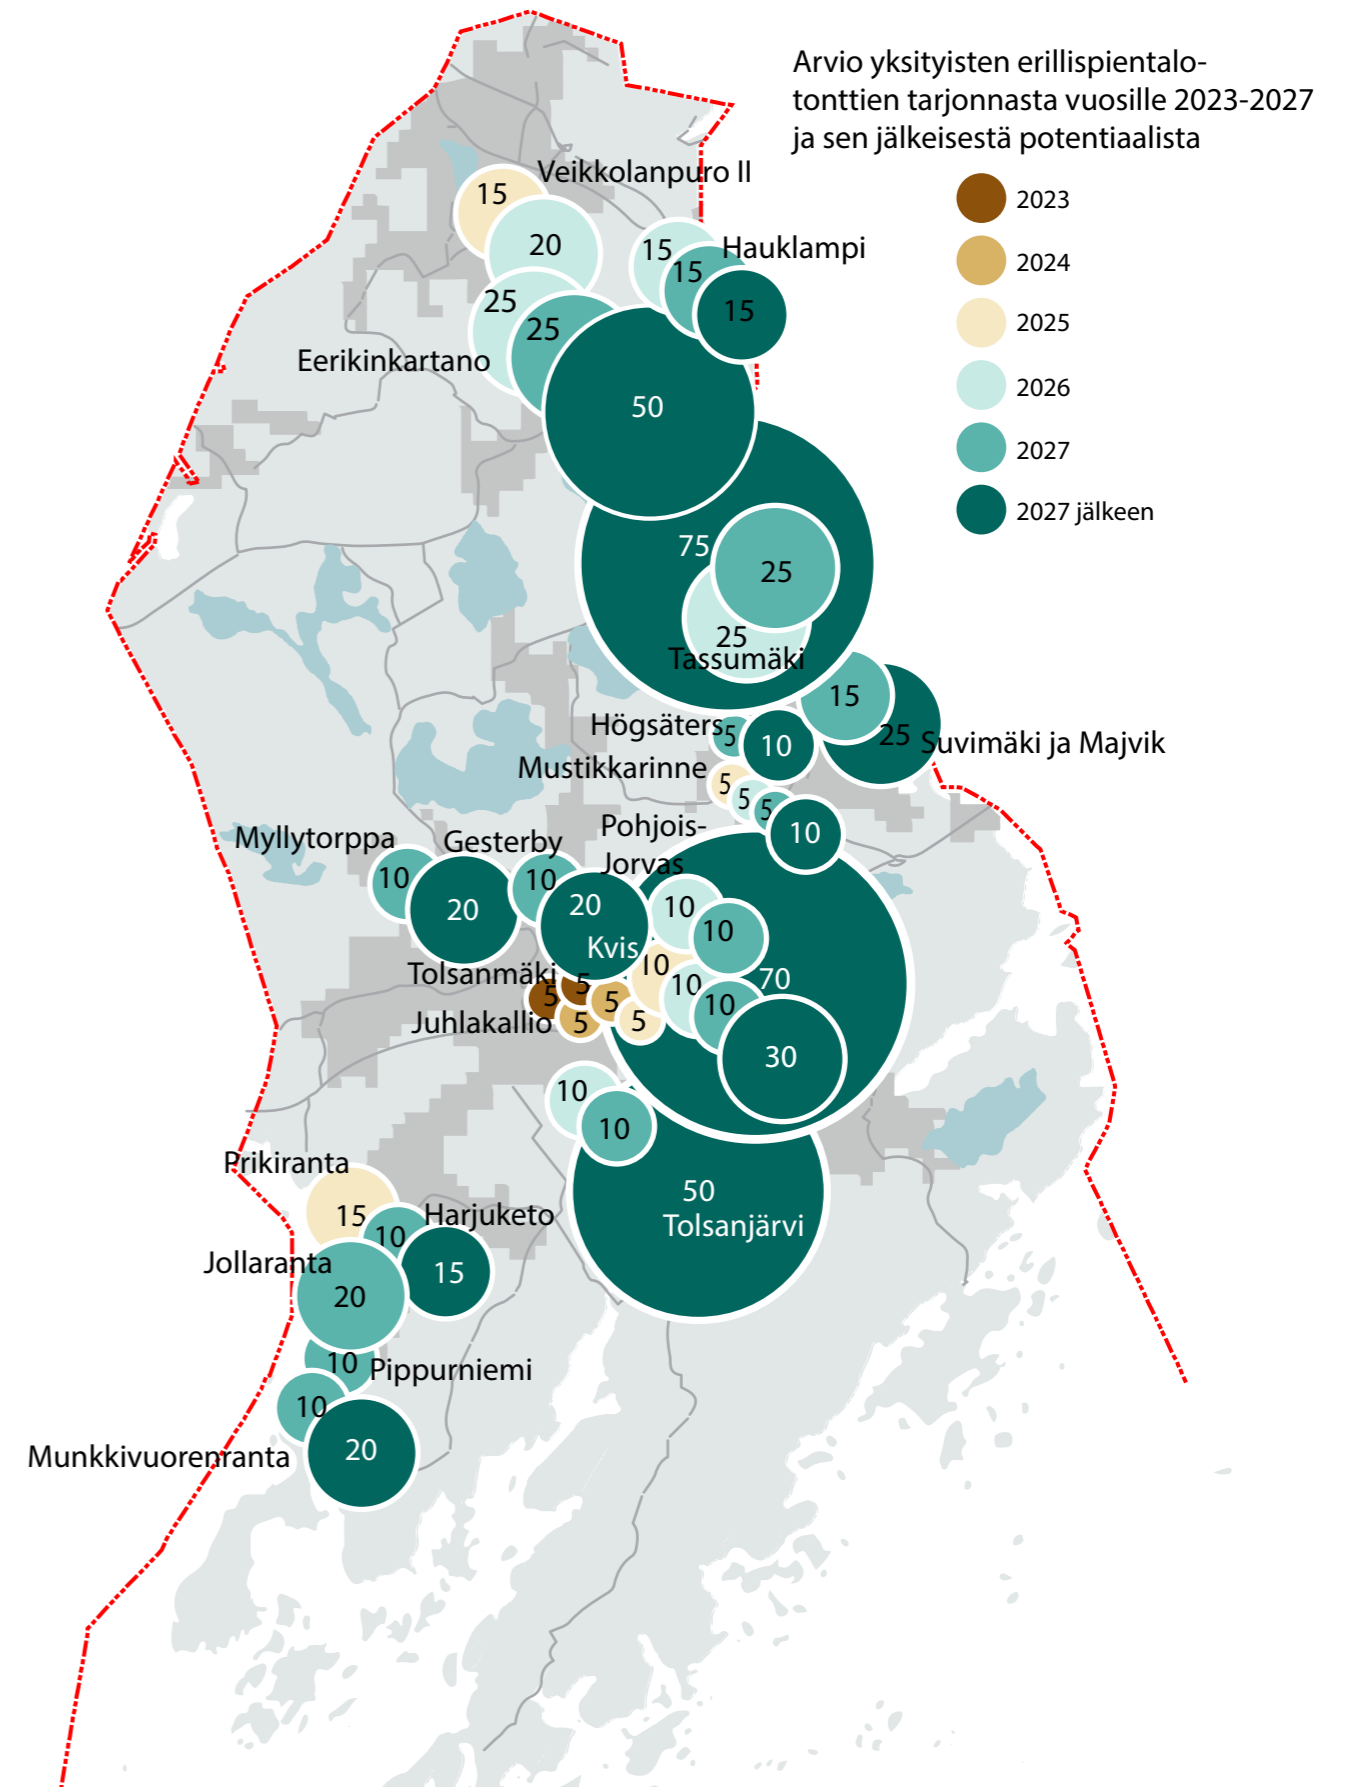 Arvio yksityisten erillispientalo-
tonttien tarjonnasta vuosille 2023-2027
ja sen jälkeisestä potentiaalista
2023
2024
2025
2026
2027
2027 jälkeen
Veikkolanpuro II
15
20
Hauklampi
15
15
15
25
25
Eerikinkartano
50
75
25
25
Tassumäki
15
25
Suvimäki ja Majvik
Högsäters
5
10
Mustikkarinne
5
5
5
10
Pohjois-
Jorvas
Myllytorppa
10
20
Gesterby
10
20
Kvis
10
10
10
10
10
70
30
Tolsanmäki
5
5
Juhlakallio
5
5
5
10
10
50
Tolsanjärvi
Prikiranta
15
Harjuketo
10
15
Jollaranta
20
10
Pippurniemi
10
Munkkivuorenranta
20